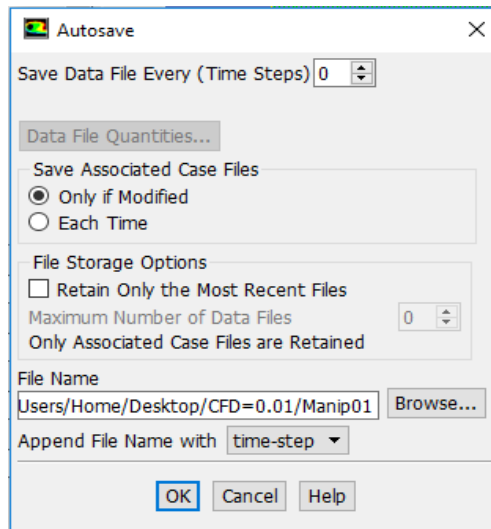 Autosave
Save Data File Every (Time Steps) 0
Data File Quantities...
Save Associated Case Files
Only if Modified
Each Time
File Storage Options
Retain Only the Most Recent Files
Maximum Number of Data Files 0
Only Associated Case Files are Retained
File Name
Users/Home/Desktop/CFD=0.01/Manip01 Browse...
Append File Name with time-step
OK Cancel Help